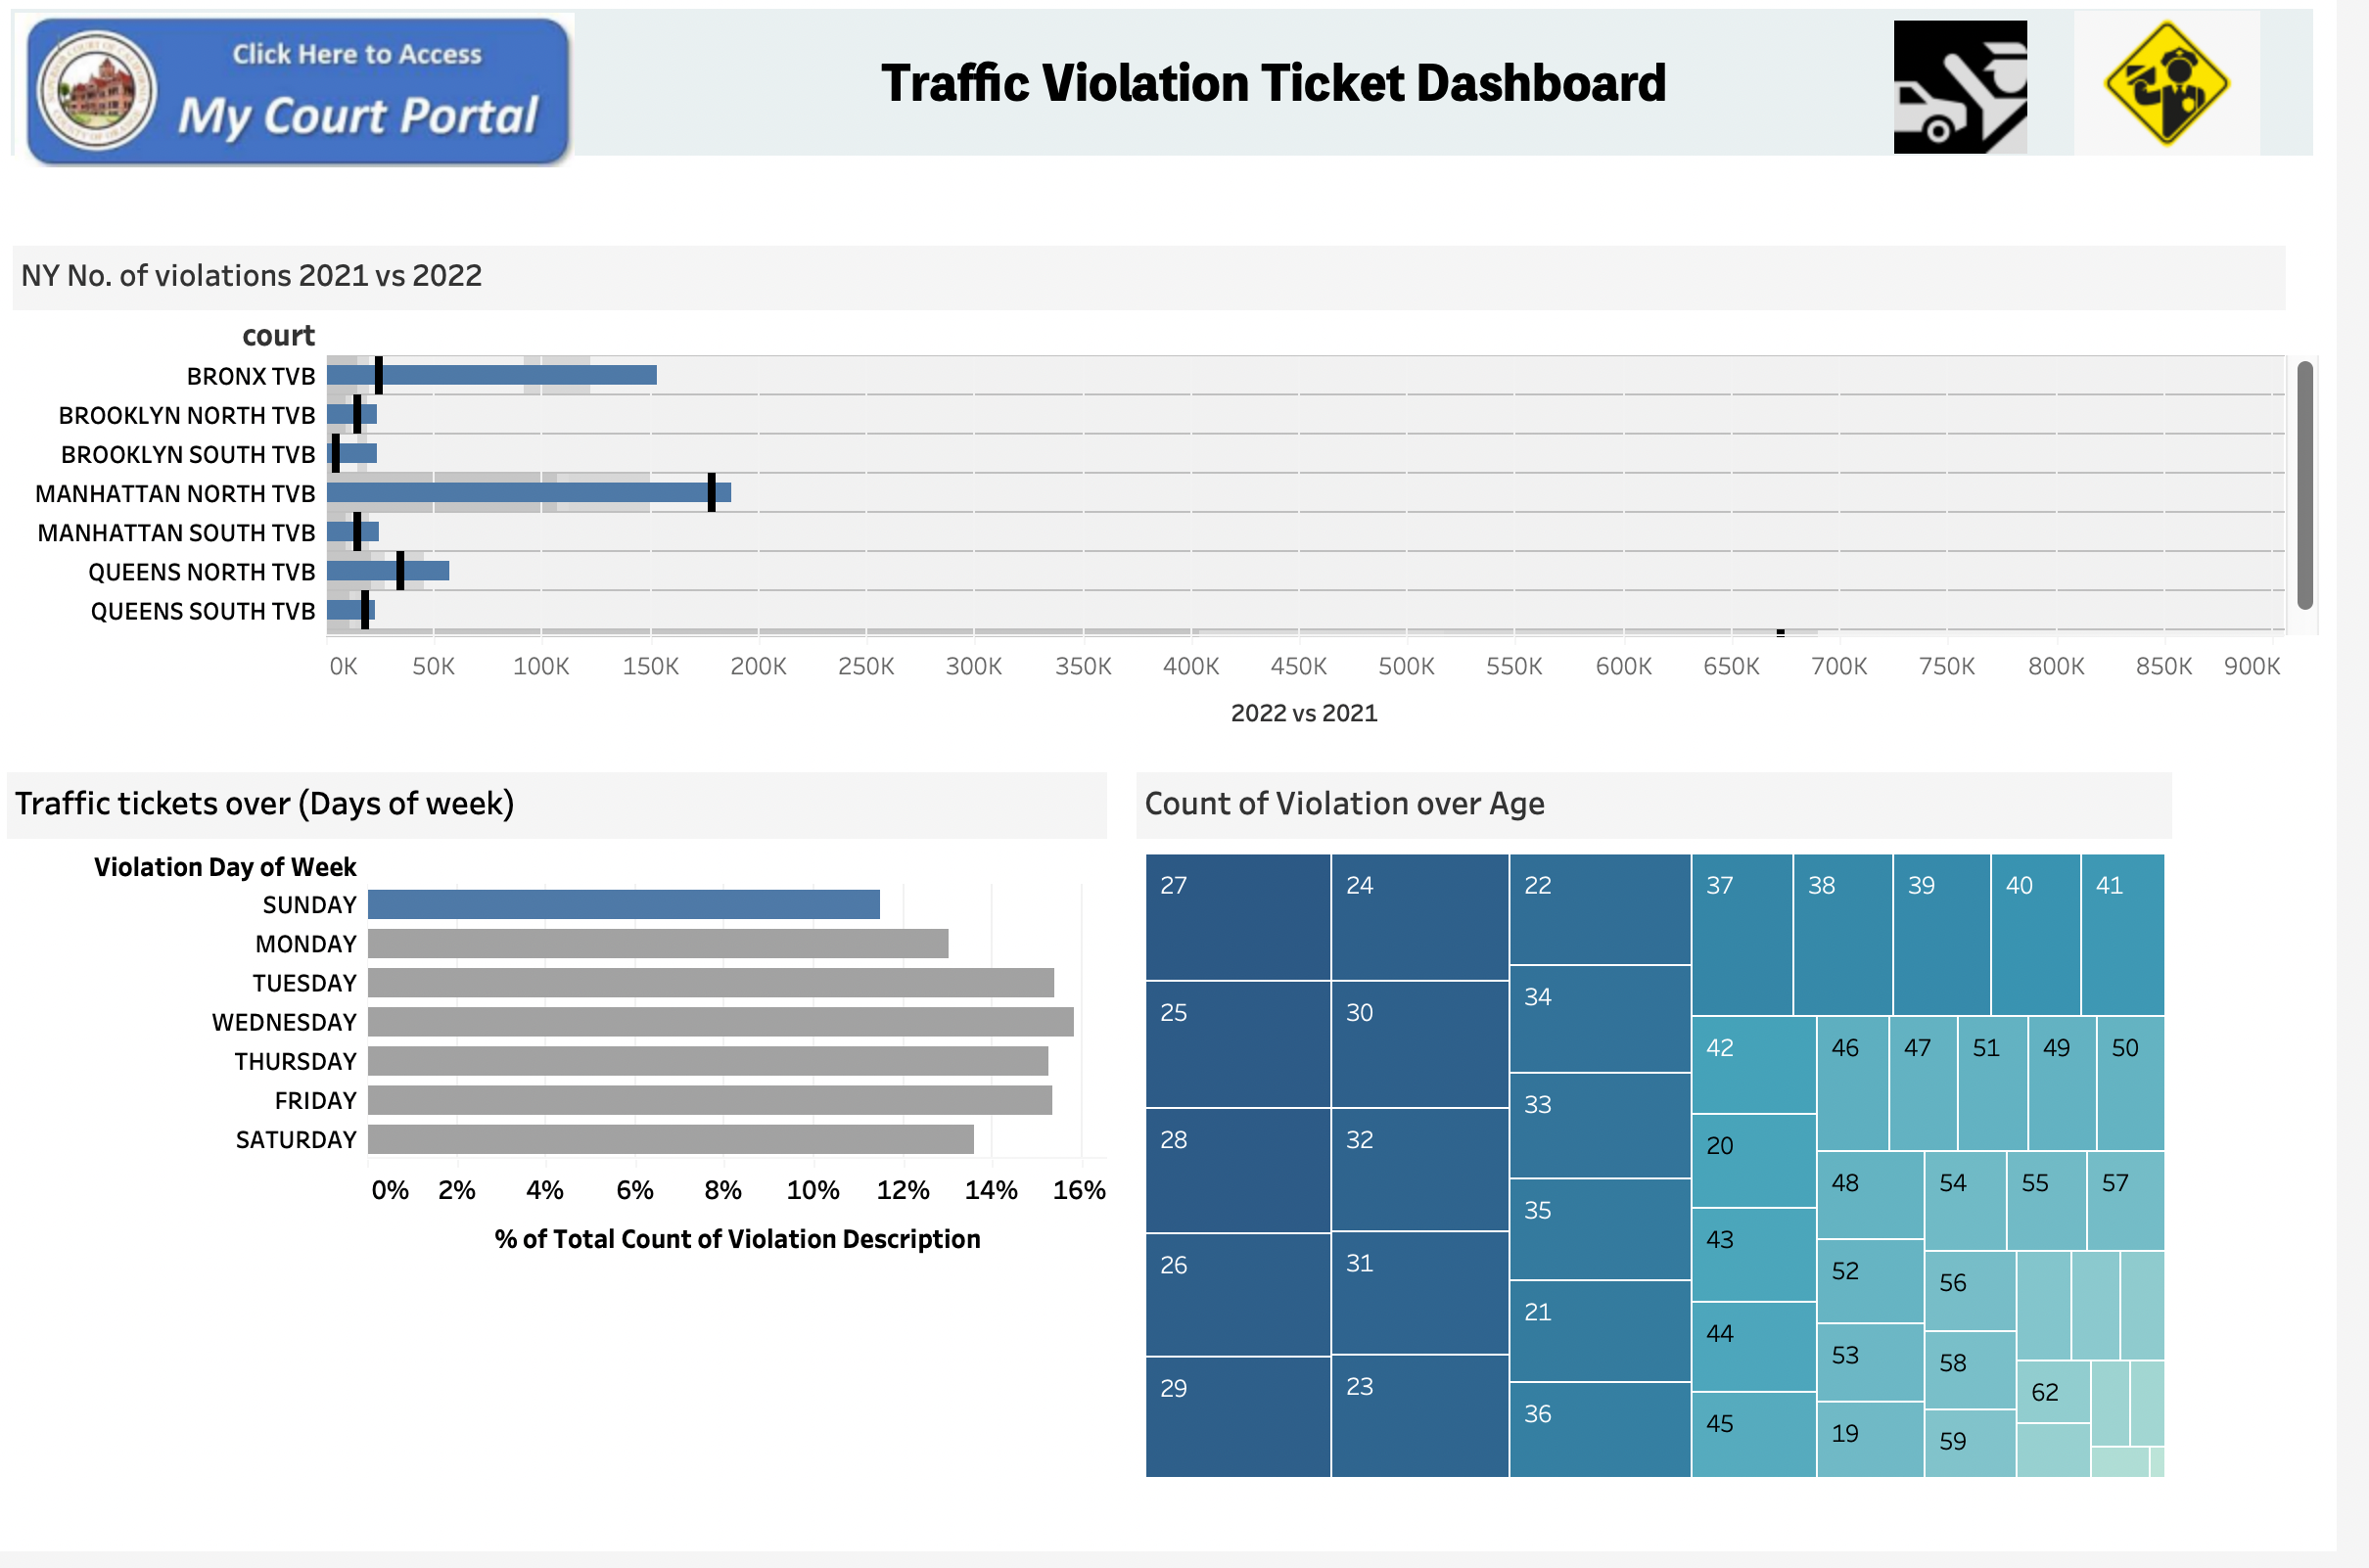 Click Here to Access
My Court Portal
Traffic Violation Ticket Dashboard
NY No. of violations 2021 vs 2022
court
BRONX TVB
BROOKLYN NORTH TVB
BROOKLYN SOUTH TVB
MANHATTAN NORTH TVB
MANHATTAN SOUTH TVB
QUEENS NORTH TVB
QUEENS SOUTH TVB
0K 50K 100K 150K 200K 250K 300K 350K 400K 450K 500K 550K 600K 650K 700K 750K 800K 850K 900K
2022 vs 2021
Traffic tickets over (Days of week)
Violation Day of Week
SUNDAY
MONDAY
TUESDAY
WEDNESDAY
THURSDAY
FRIDAY
SATURDAY
0% 2% 4% 6% 8% 10% 12% 14% 16%
% of Total Count of Violation Description
Count of Violation over Age
27 24 22 37 38 39 40 41
34
25 30
42 46 47 51 49 50
33
28 32 20
48 54 55 57
35
43
26 31
52 56
21
44
53 58
29 23
62
36
45 19 59